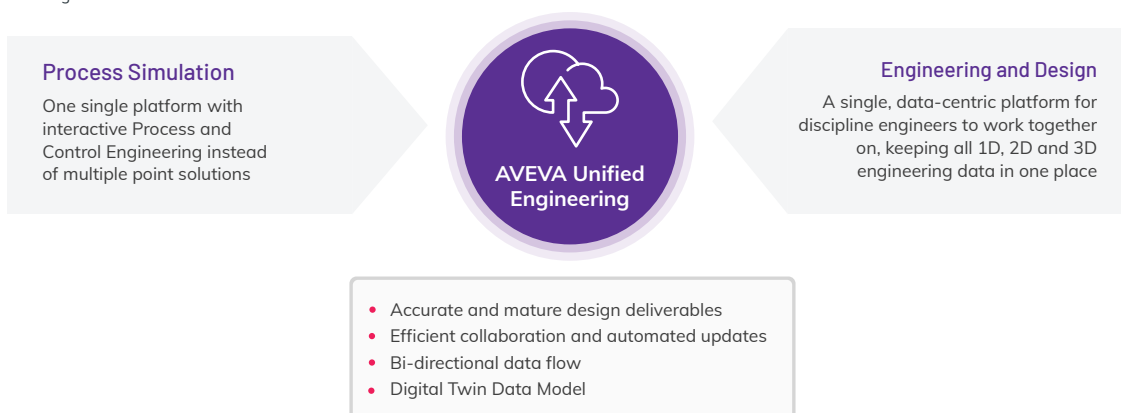 Process Simulation
One single platform with
interactive Process and
Control Engineering instead
of multiple point solutions
AVEVA Unified
Engineering
Engineering and Design
A single, data-centric platform for
discipline engineers to work together
on, keeping all 1D, 2D and 3D
engineering data in one place
• Accurate and mature design deliverables
• Efficient collaboration and automated updates
• Bi-directional data flow
• Digital Twin Data Model